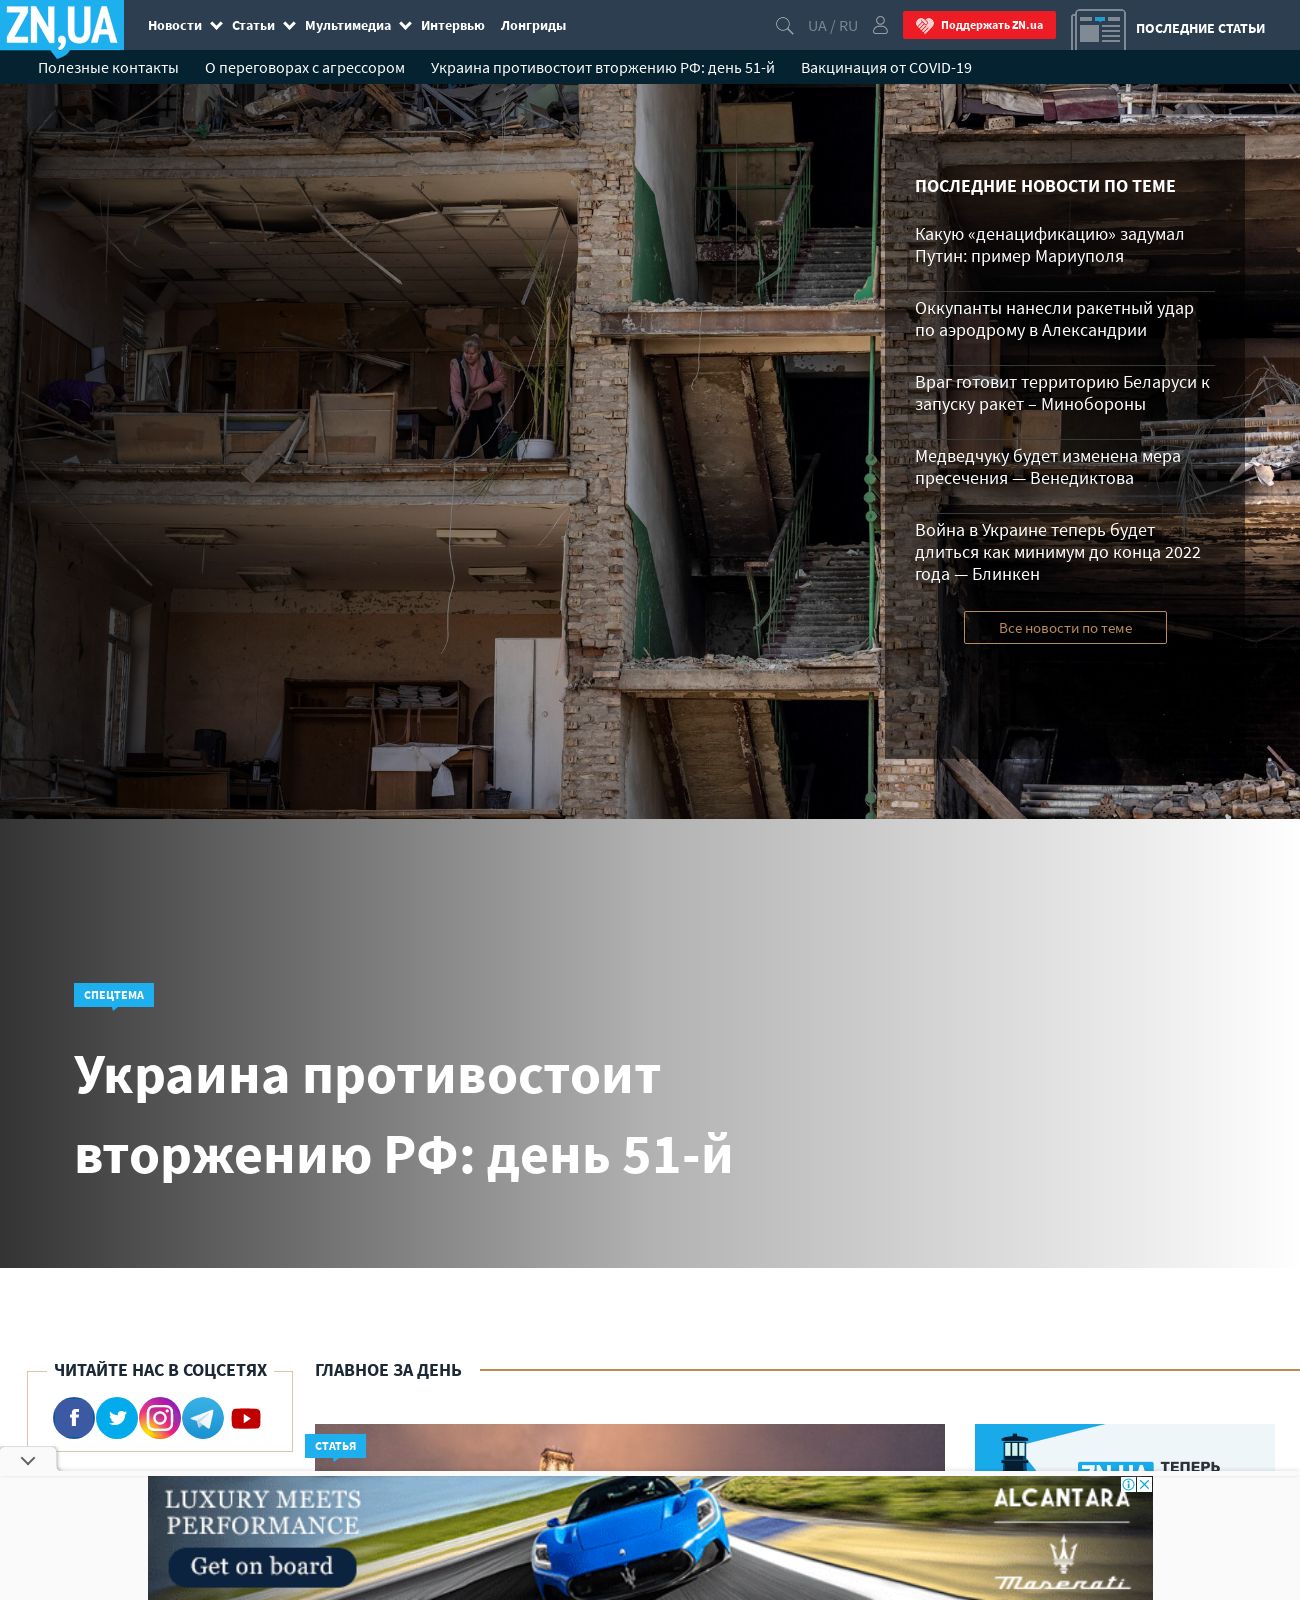 ZN,UA
Новости
Статьи
Мультимедиа
Интервью
Лонгриды
UA / RU
Поддержать ZN.ua
ПОСЛЕДНИЕ СТАТЬИ
Полезные контакты
О переговорах с агрессором
Украина противостоит вторжению РФ: день 51-й
Вакцинация от COVID-19
ПОСЛЕДНИЕ НОВОСТИ ПО ТЕМЕ
Какую «денацификацию» задумал
Путин: пример Мариуполя
Оккупанты нанесли ракетный удар
по аэродрому в Александрии
Враг готовит территорию Беларуси к
запуску ракет – Минобороны
Медведчуку будет изменена мера
пресечения — Венедиктова
Война в Украине теперь будет
длиться как минимум до конца 2022
года — Блинкен
Все новости по теме
СПЕЦТЕМА
Украина противостоит
вторжению РФ: день 51-й
ЧИТАЙТЕ НАС В СОЦСЕТЯХ
ГЛАВНОЕ ЗА ДЕНЬ
СТАТЬЯ
ZN,UA ТЕПЕРЬ
LUXURY MEETS
PERFORMANCE
Get on board
ALCANTARA
Maserati